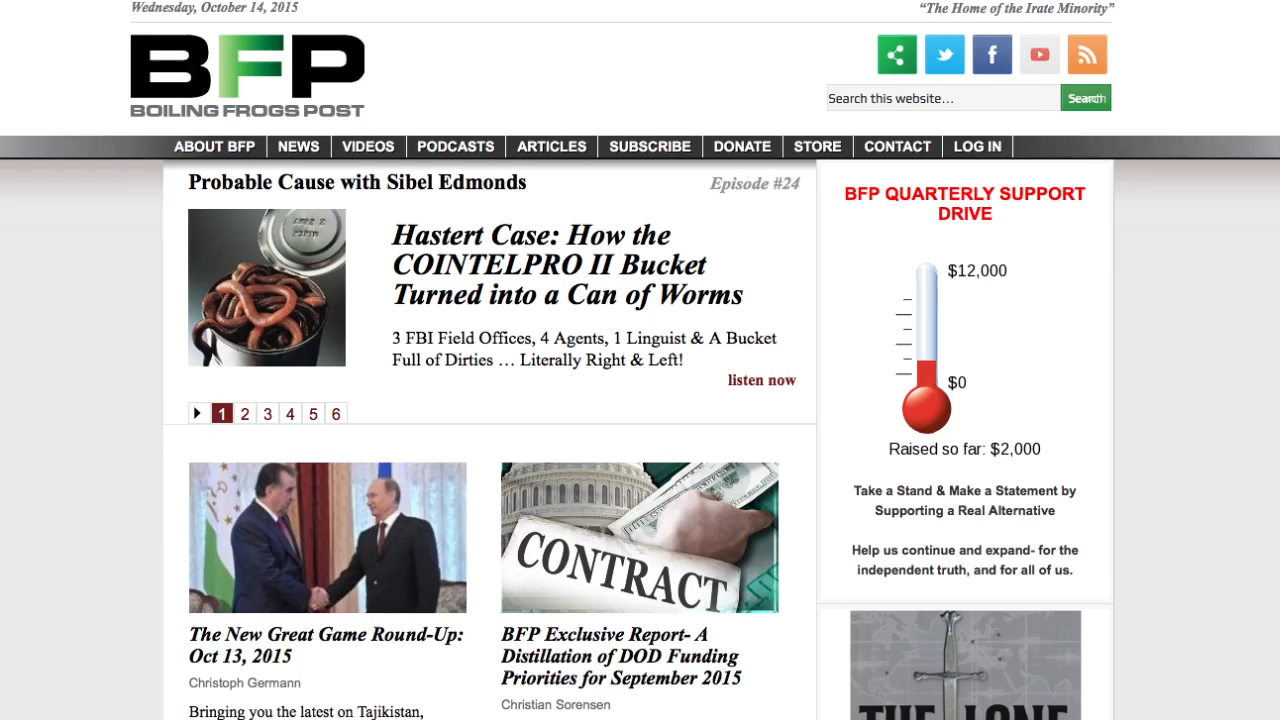 Wednesday, October 14, 2015
“The Home of the Irate Minority”
BFP
BOILING FROGS POST
Search this website…
Search
ABOUT BFP
NEWS
VIDEOS
PODCASTS
ARTICLES
SUBSCRIBE
DONATE
STORE
CONTACT
LOG IN
Probable Cause with Sibel Edmonds
Episode #24
Hastert Case: How the
COINTELPRO II Bucket
Turned into a Can of Worms
3 FBI Field Offices, 4 Agents, 1 Linguist & A Bucket
Full of Dirties … Literally Right & Left!
listen now
1 2 3 4 5 6
CONTRACT
The New Great Game Round-Up:
Oct 13, 2015
Christoph Germann
Bringing you the latest on Tajikistan,
BFP Exclusive Report- A
Distillation of DOD Funding
Priorities for September 2015
Christian Sorensen
BFP QUARTERLY SUPPORT
DRIVE
$12,000
$0
Raised so far: $2,000
Take a Stand & Make a Statement by
Supporting a Real Alternative
Help us continue and expand- for the
independent truth, and for all of us.
THE LONE